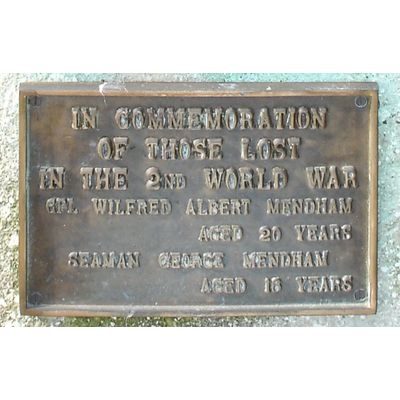 IN COMMEMORATION
OF THOSE LOST
IN THE 2ND WORLD WAR
CPL WILFRED ALBERT MENDHAM
AGED 20 YEARS
SEAMAN GEORGE MENDHAM
AGED 18 YEARS